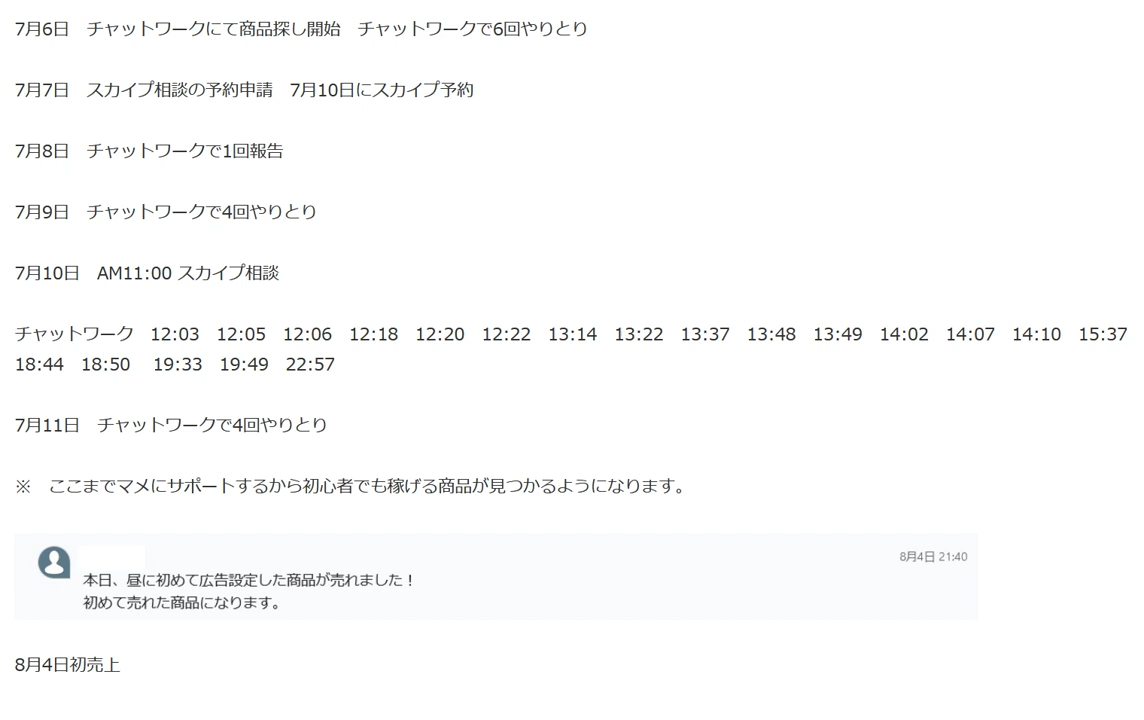 7月6日　チャットワークにて商品探し開始　チャットワークで6回やりとり
7月7日　スカイプ相談の予約申請　7月10日にスカイプ予約
7月8日　チャットワークで1回報告
7月9日　チャットワークで4回やりとり
7月10日　AM11:00 スカイプ相談
チャットワーク　12:03　12:05　12:06　12:18　12:20　12:22　13:14　13:22　13:37　13:48　13:49　14:02　14:07　14:10　15:37
18:44　18:50　19:33　19:49　22:57
7月11日　チャットワークで4回やりとり
※　ここまでマメにサポートするから初心者でも稼げる商品が見つかるようになります。
8月4日 21:40
本日、昼に初めて広告設定した商品が売れました！
初めて売れた商品になります。
8月4日初売上